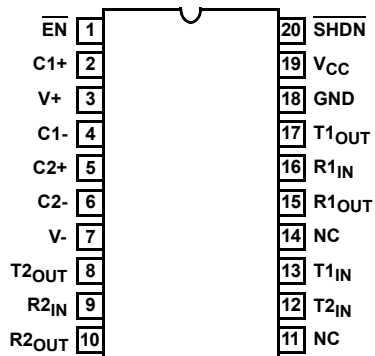 EN 1 20 SHDN
C1+ 2 19 VCC
V+ 3 18 GND
C1- 4 17 T1OUT
C2+ 5 16 R1IN
C2- 6 15 R1OUT
V- 7 14 NC
T2OUT 8 13 T1IN
R2IN 9 12 T2IN
R2OUT 10 11 NC